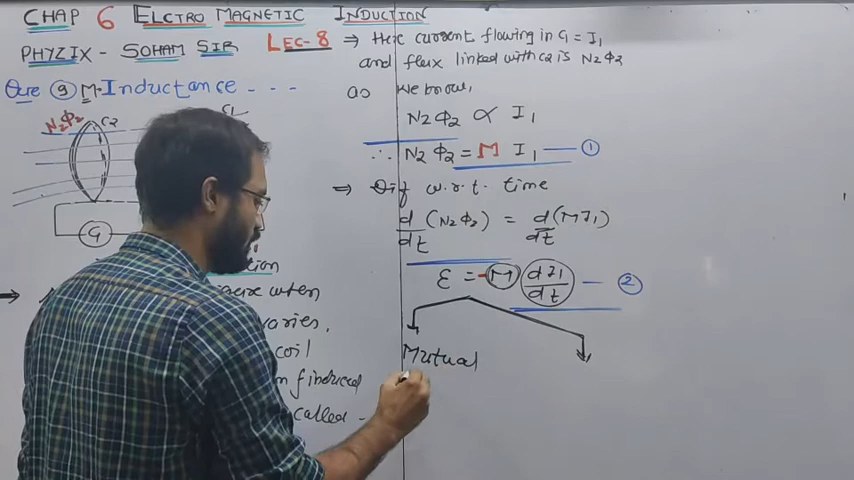 CHAP 6 ELCTRO MAGNETIC INDUCTION
PHYZIX - SOHAM SIR LEC-8
Que 9 M.Inductance - - -
N2Φ2 C2 C1
G
varies,
coil
called -
⇒ Here current flowing in C1 = I1
and flux linked with C2 is N2Φ2
as we know,
N2Φ2 ∝ I1
∴ N2Φ2 = M I1 — 1
⇒ Diff w.r.t. time
d/dt (N2Φ2) = d/dt (MI1)
ε = -M dI1/dt — 2
Mutual